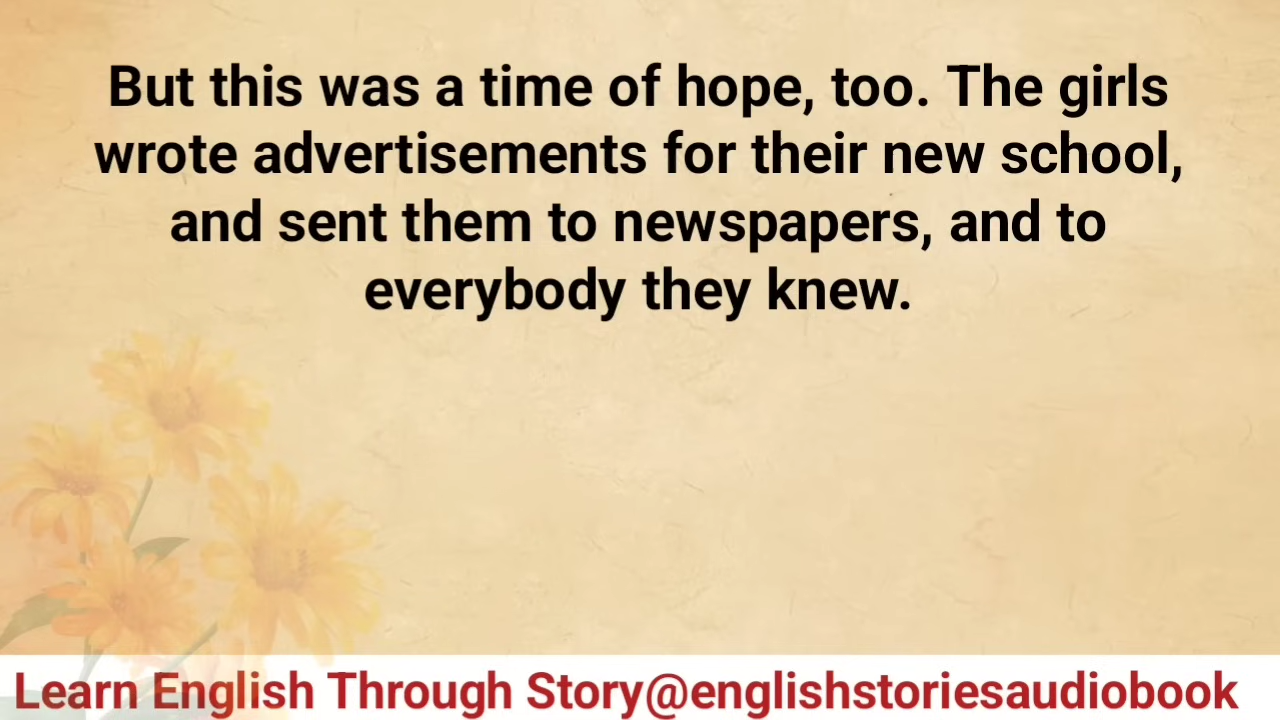 But this was a time of hope, too. The girls
wrote advertisements for their new school,
and sent them to newspapers, and to
everybody they knew.
Learn English Through Story@englishstoriesaudiobook